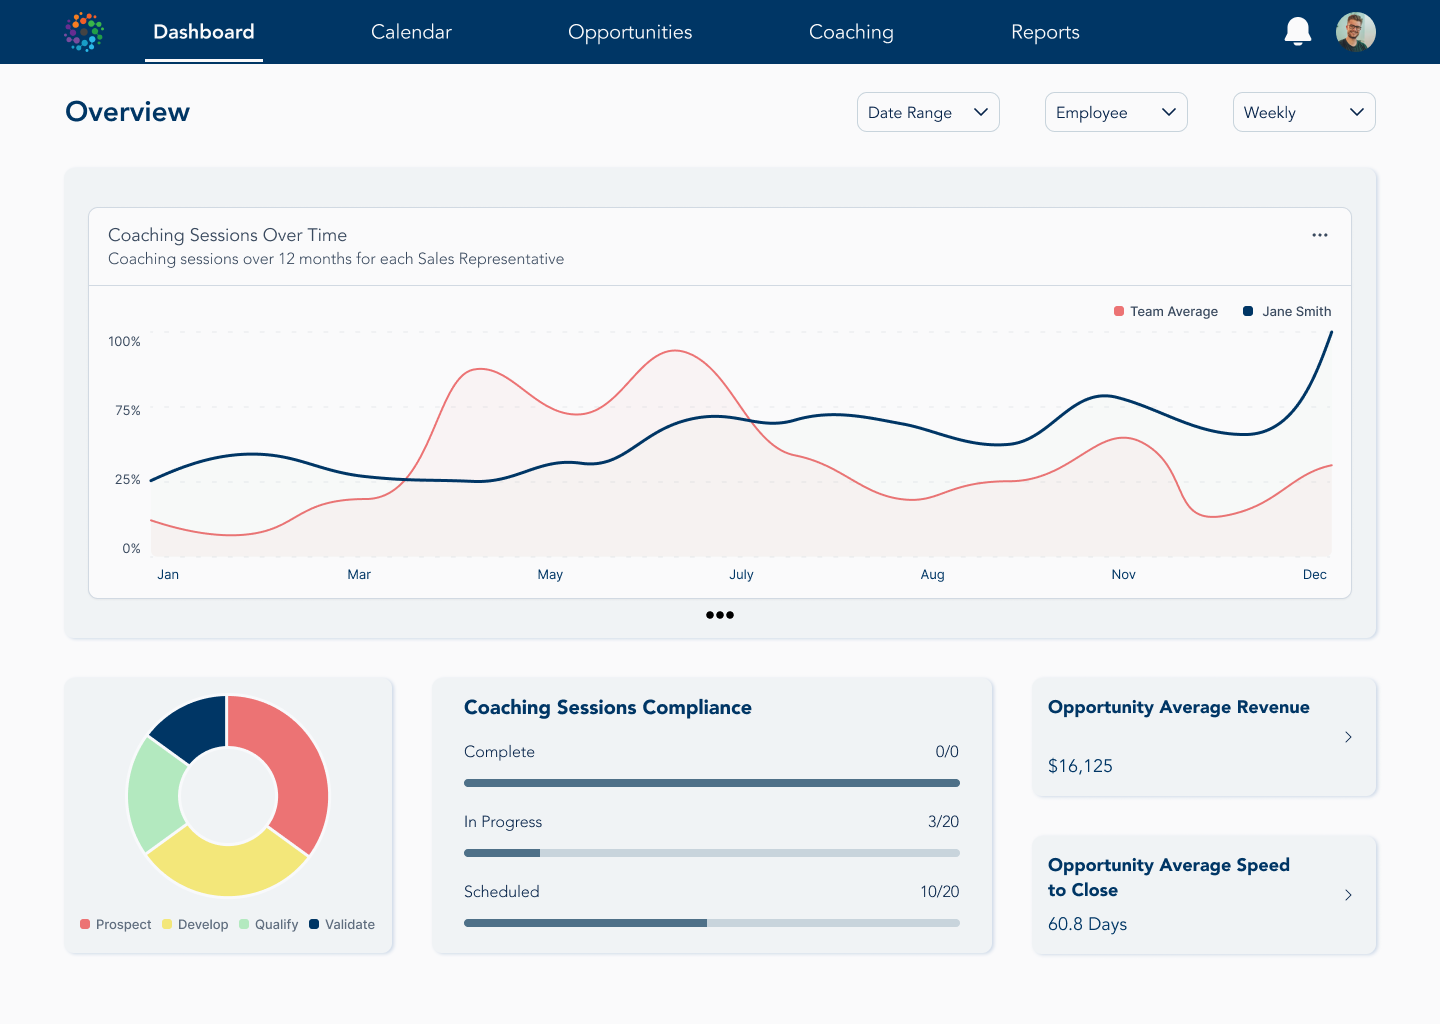 Dashboard
Calendar
Opportunities
Coaching
Reports
Overview
Date Range
Employee
Weekly
Coaching Sessions Over Time
Coaching sessions over 12 months for each Sales Representative
Team Average
Jane Smith
100%
75%
25%
0%
Jan
Mar
May
July
Aug
Nov
Dec
Prospect
Develop
Qualify
Validate
Coaching Sessions Compliance
Complete
0/0
In Progress
3/20
Scheduled
10/20
Opportunity Average Revenue
$16,125
Opportunity Average Speed
to Close
60.8 Days